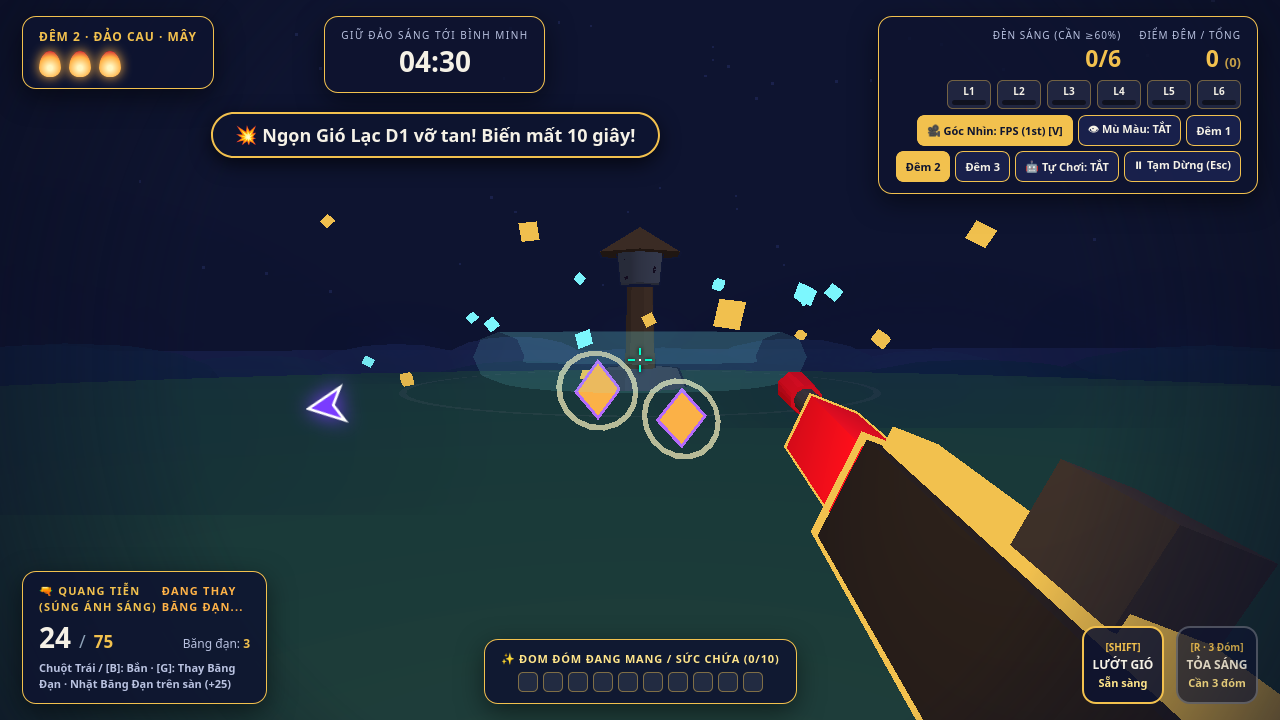 ĐÊM 2 · ĐẢO CAU · MÂY
GIỮ ĐẢO SÁNG TỚI BÌNH MINH
04:30
💥 Ngọn Gió Lạc D1 vỡ tan! Biến mất 10 giây!
ĐÈN SÁNG (CẦN ≥60%) ĐIỂM ĐÊM / TỔNG
0/6 0 (0)
L1 L2 L3 L4 L5 L6
🎥 Góc Nhìn: FPS (1st) [V] 👁 Mù Màu: TẮT Đêm 1
Đêm 2 Đêm 3 🤖 Tự Chơi: TẮT ⏸ Tạm Dừng (Esc)
🔫 QUANG TIỄN ĐANG THAY
(SÚNG ÁNH SÁNG) BĂNG ĐẠN...
24 / 75 Băng đạn: 3
Chuột Trái / [B]: Bắn · [G]: Thay Băng
Đạn · Nhặt Băng Đạn trên sàn (+25)
✨ ĐOM ĐÓM ĐANG MANG / SỨC CHỨA (0/10)
[SHIFT]
LƯỚT GIÓ
Sẵn sàng
[R · 3 Đóm]
TỎA SÁNG
Cần 3 đóm